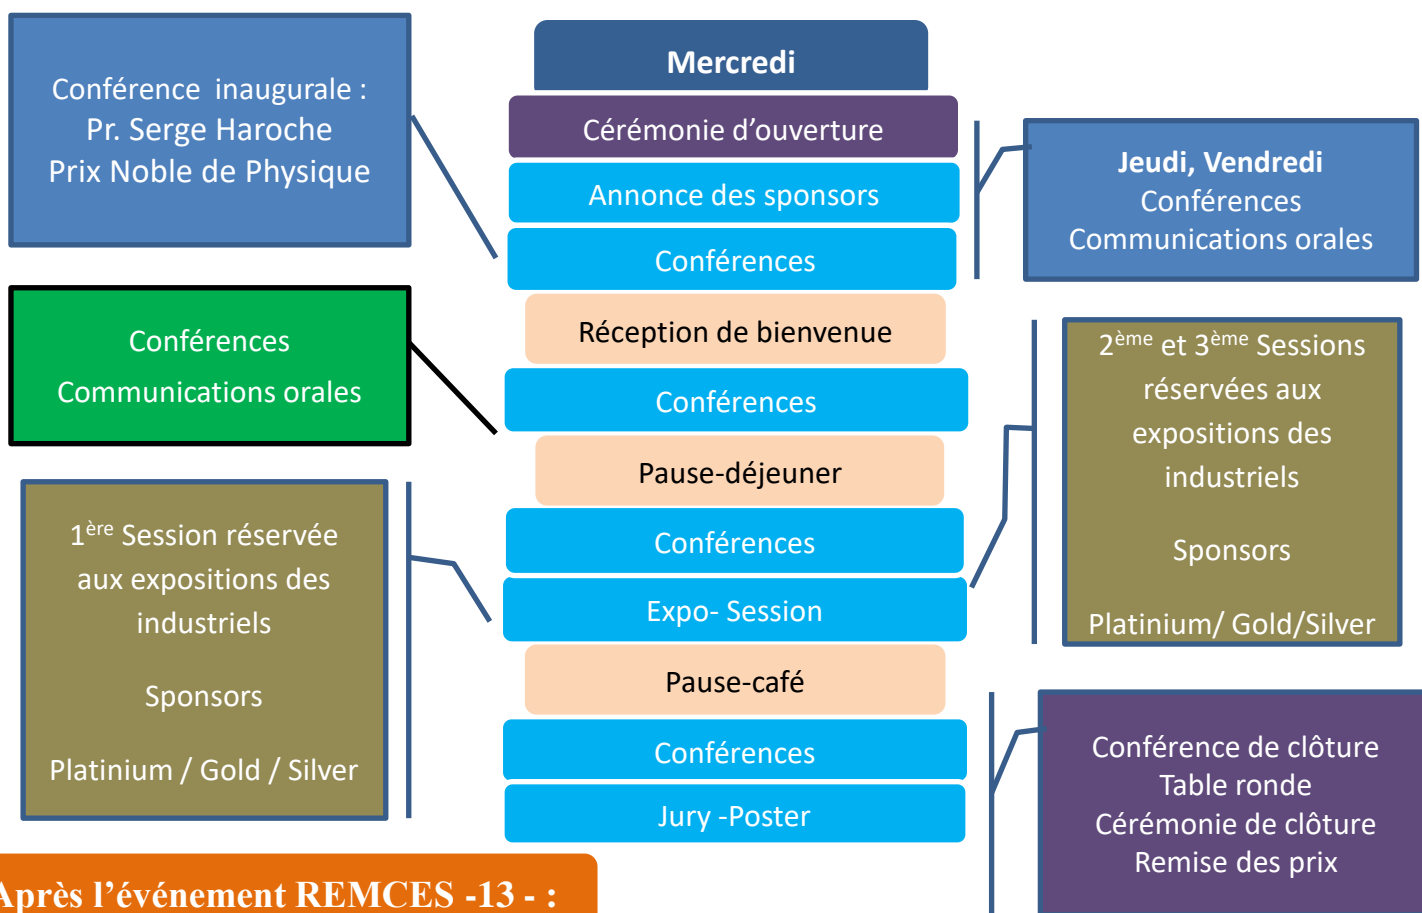 Mercredi
Conférence inaugurale :
Pr. Serge Haroche
Prix Noble de Physique
Cérémonie d’ouverture
Annonce des sponsors
Conférences
Jeudi, Vendredi
Conférences
Communications orales
Conférences
Communications orales
Réception de bienvenue
Conférences
Pause-déjeuner
Conférences
Expo- Session
Pause-café
Conférences
Jury -Poster
2ème et 3ème Sessions
réservées aux
expositions des
industriels
Sponsors
Platinium/ Gold/Silver
1ère Session réservée
aux expositions des
industriels
Sponsors
Platinium / Gold / Silver
Conférence de clôture
Table ronde
Cérémonie de clôture
Remise des prix
Après l’événement REMCES -13 - :